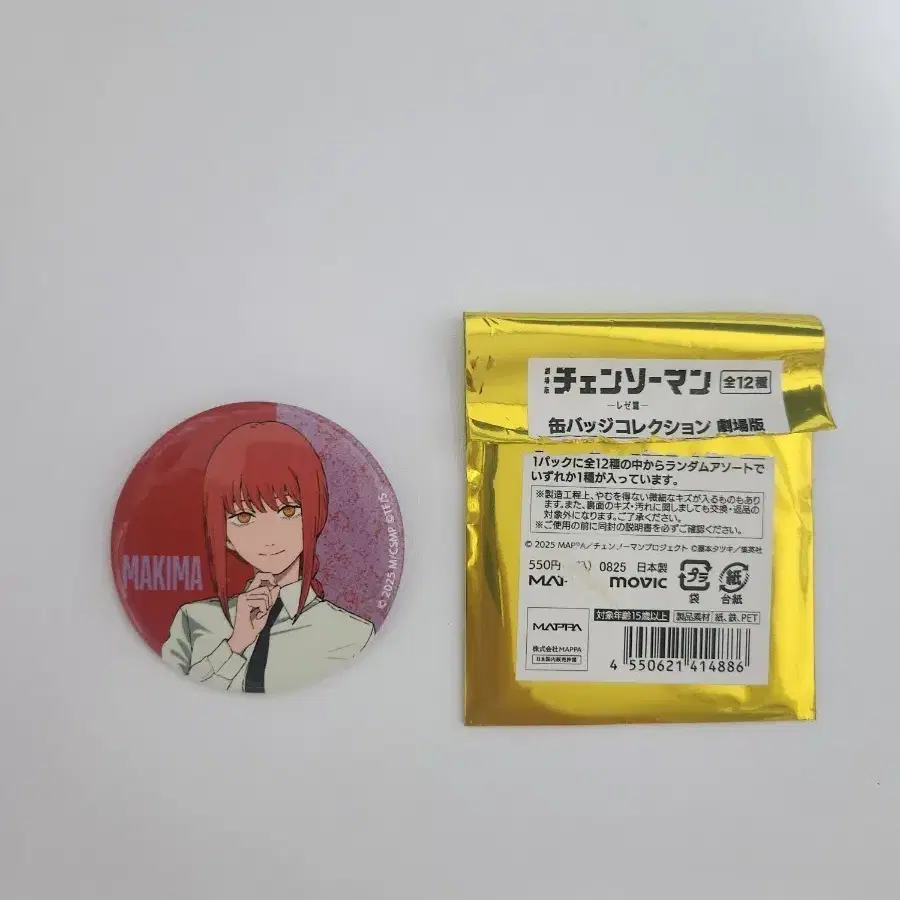 MAKIMA
© 2025 M/CSMP ©T.F/S
劇場版 チェンソーマン 全12種
―レゼ篇―
缶バッジコレクション 劇場版
1パックに全12種の中からランダムアソートで
いずれか1種が入っています。
※製造工程上、やむを得ない微細なキズが入るものもあり
ます。また、裏面のキズ・汚れに関しましても交換・返品の
対象外になります。ご了承ください。
※ご使用の前に同封の説明書を必ずご確認ください。
© 2025 MAPPA／チェンソーマンプロジェクト ©藤本タツキ／集英社
550円 0825 日本製
movic プラ 紙
袋 台紙
MAPPA 対象年齢15歳以上 製品素材 紙、鉄、PET
株式会社MAPPA
日本国内販売許諾
4 550621 414886